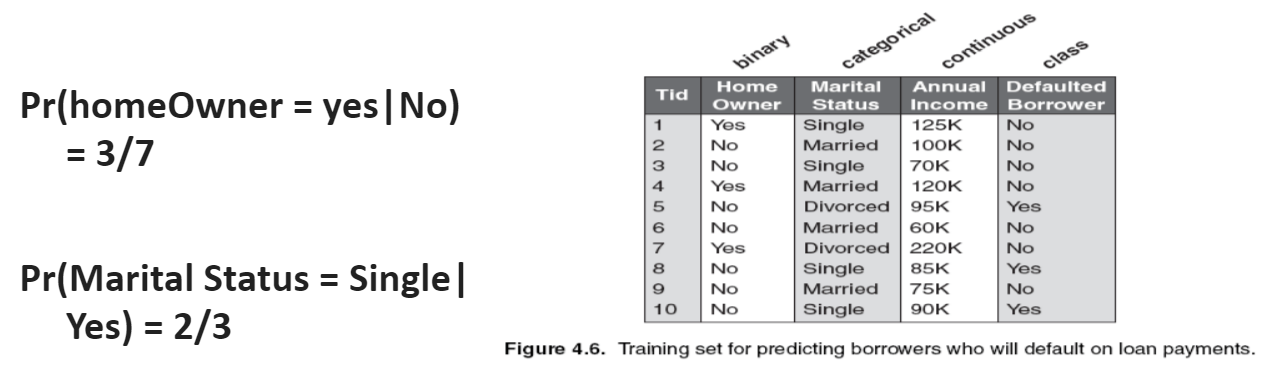 Pr(homeOwner = yes|No)
= 3/7
Pr(Marital Status = Single|
Yes) = 2/3
binary categorical continuous class
Tid Home Owner Marital Status Annual Income Defaulted Borrower
1 Yes Single 125K No
2 No Married 100K No
3 No Single 70K No
4 Yes Married 120K No
5 No Divorced 95K Yes
6 No Married 60K No
7 Yes Divorced 220K No
8 No Single 85K Yes
9 No Married 75K No
10 No Single 90K Yes
Figure 4.6. Training set for predicting borrowers who will default on loan payments.